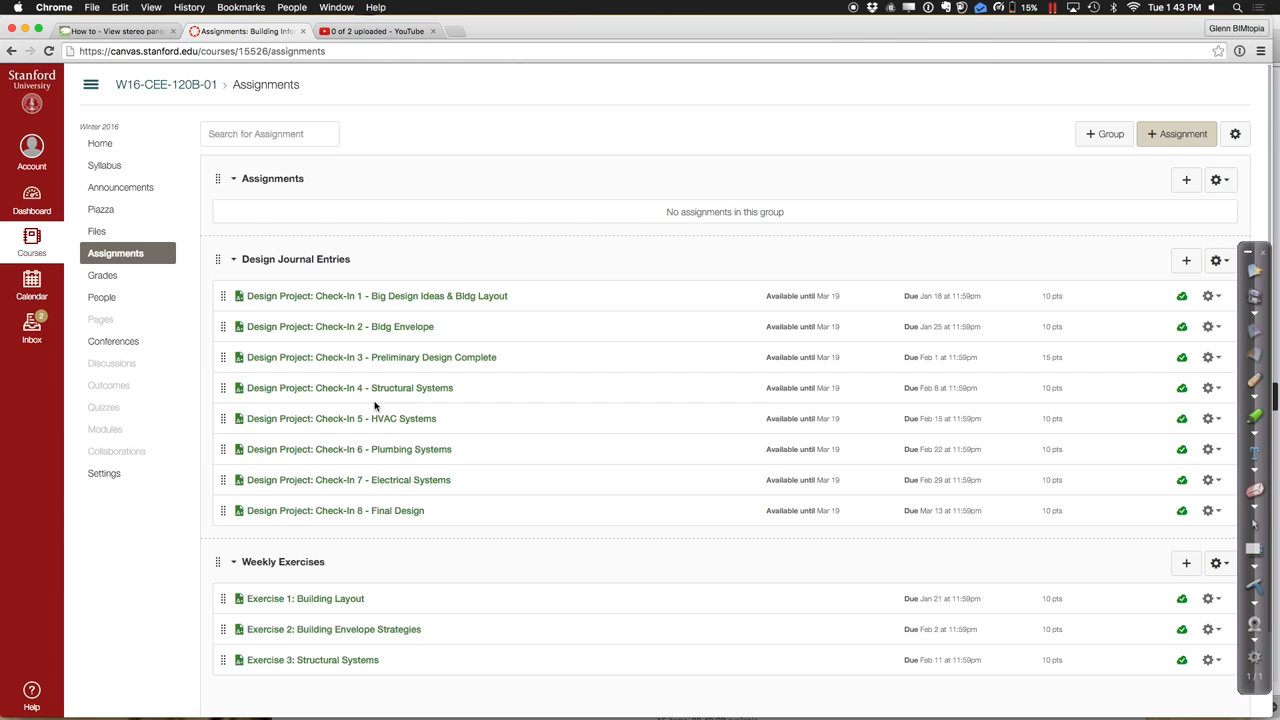 Chrome File Edit View History Bookmarks People Window Help 15% Tue 1:43 PM
How to - View stereo pan
Assignments: Building Info
0 of 2 uploaded - YouTube
Glenn BIMtopia
https://canvas.stanford.edu/courses/15526/assignments
Stanford
University
Account
Dashboard
Courses
Calendar
2
Inbox
Help
W16-CEE-120B-01 > Assignments
Winter 2016
Home
Syllabus
Announcements
Piazza
Files
Assignments
Grades
People
Pages
Conferences
Discussions
Outcomes
Quizzes
Modules
Collaborations
Settings
Search for Assignment
+ Group
+ Assignment
Assignments
No assignments in this group
Design Journal Entries
Design Project: Check-In 1 - Big Design Ideas & Bldg Layout Available until Mar 19 Due Jan 18 at 11:59pm 10 pts
Design Project: Check-In 2 - Bldg Envelope Available until Mar 19 Due Jan 25 at 11:59pm 10 pts
Design Project: Check-In 3 - Preliminary Design Complete Available until Mar 19 Due Feb 1 at 11:59pm 15 pts
Design Project: Check-In 4 - Structural Systems Available until Mar 19 Due Feb 8 at 11:59pm 10 pts
Design Project: Check-In 5 - HVAC Systems Available until Mar 19 Due Feb 15 at 11:59pm 10 pts
Design Project: Check-In 6 - Plumbing Systems Available until Mar 19 Due Feb 22 at 11:59pm 10 pts
Design Project: Check-In 7 - Electrical Systems Available until Mar 19 Due Feb 29 at 11:59pm 10 pts
Design Project: Check-In 8 - Final Design Available until Mar 19 Due Mar 13 at 11:59pm 10 pts
Weekly Exercises
Exercise 1: Building Layout Due Jan 21 at 11:59pm 10 pts
Exercise 2: Building Envelope Strategies Due Feb 2 at 11:59pm 10 pts
Exercise 3: Structural Systems Due Feb 11 at 11:59pm 10 pts
1 / 1